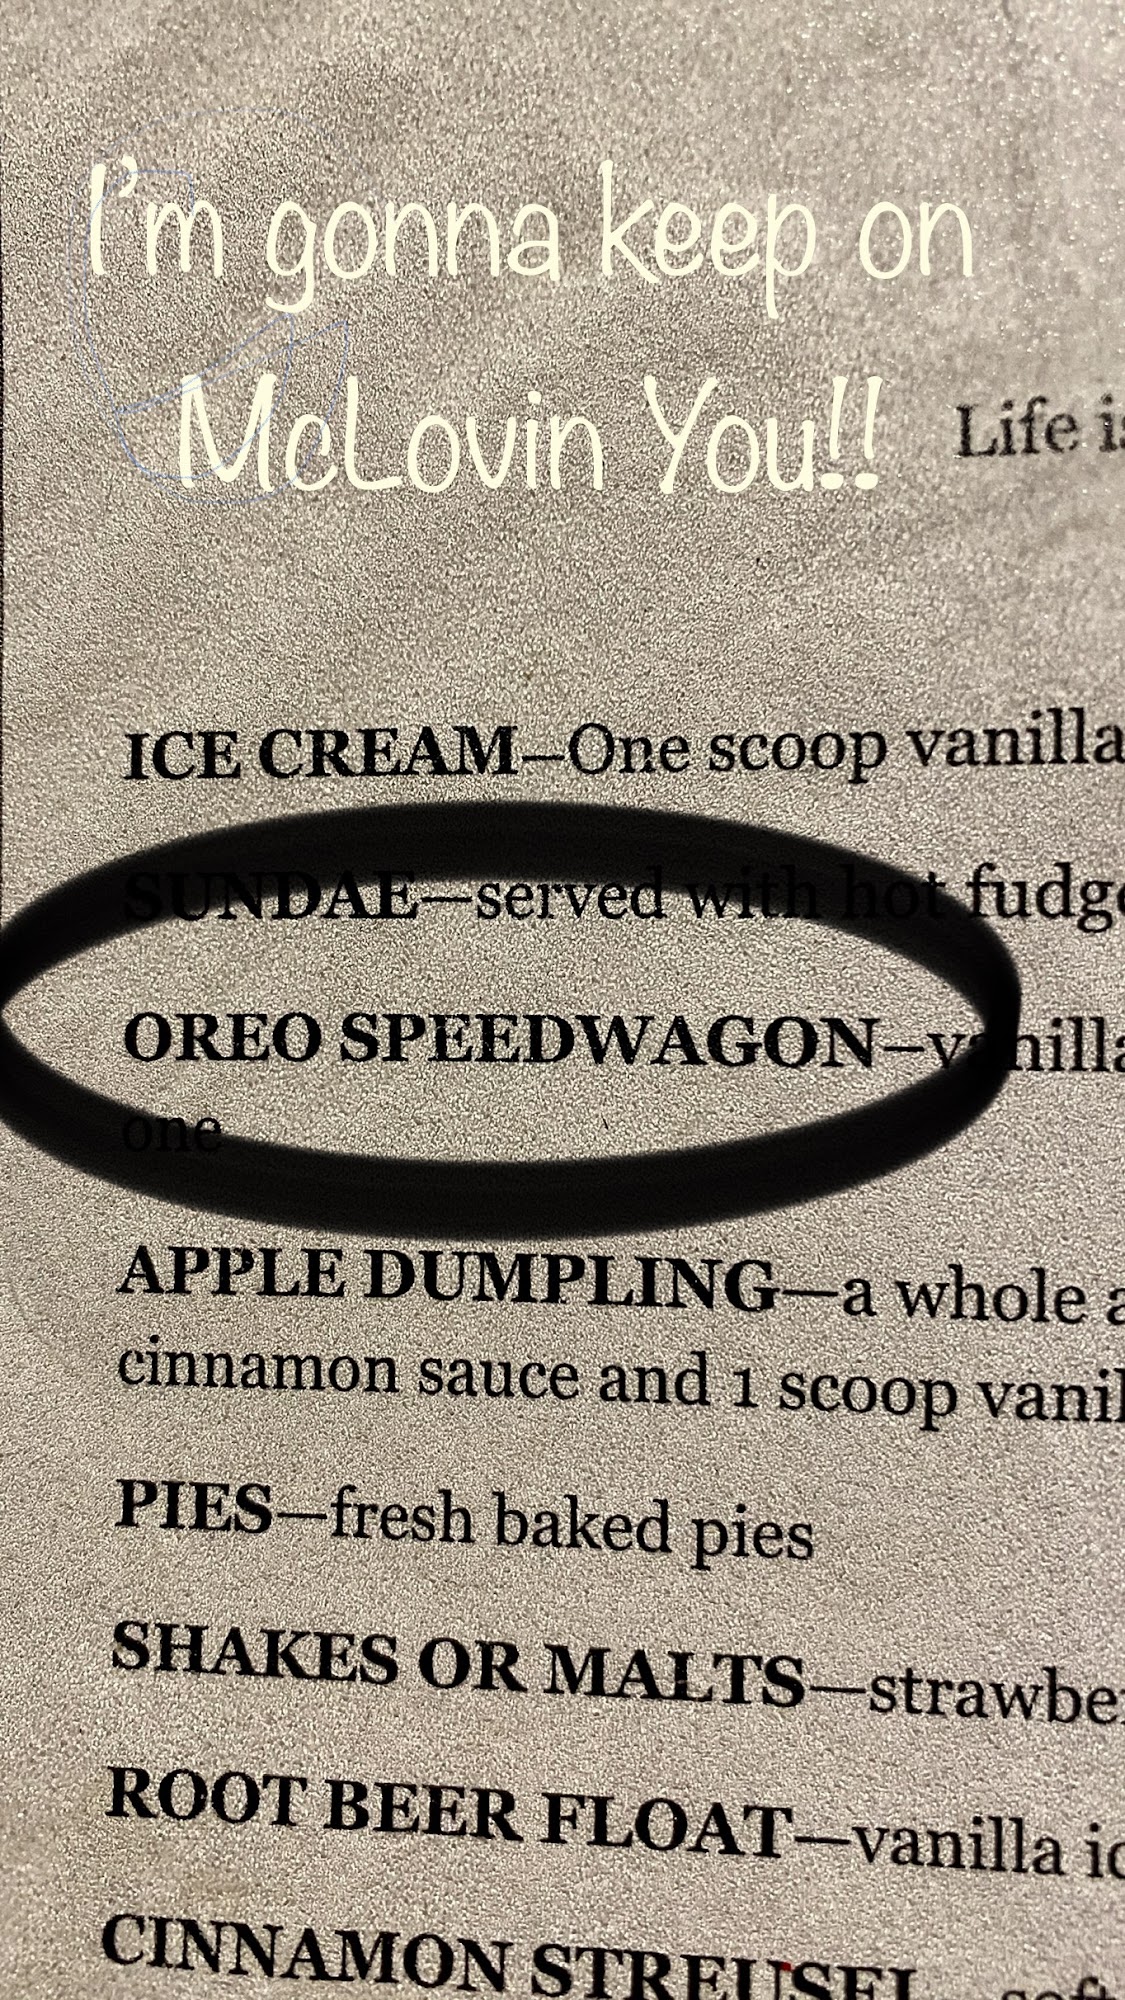 I'm gonna keep on
McLovin You!!
Life
ICE CREAM—One scoop vanilla
SUNDAE—served with hot fudge
OREO SPEEDWAGON—vanilla
one
APPLE DUMPLING—a whole
cinnamon sauce and 1 scoop
PIES—fresh baked pies
SHAKES OR MALTS—
ROOT BEER FLOAT—vanilla
CINNAMON STREUSEL